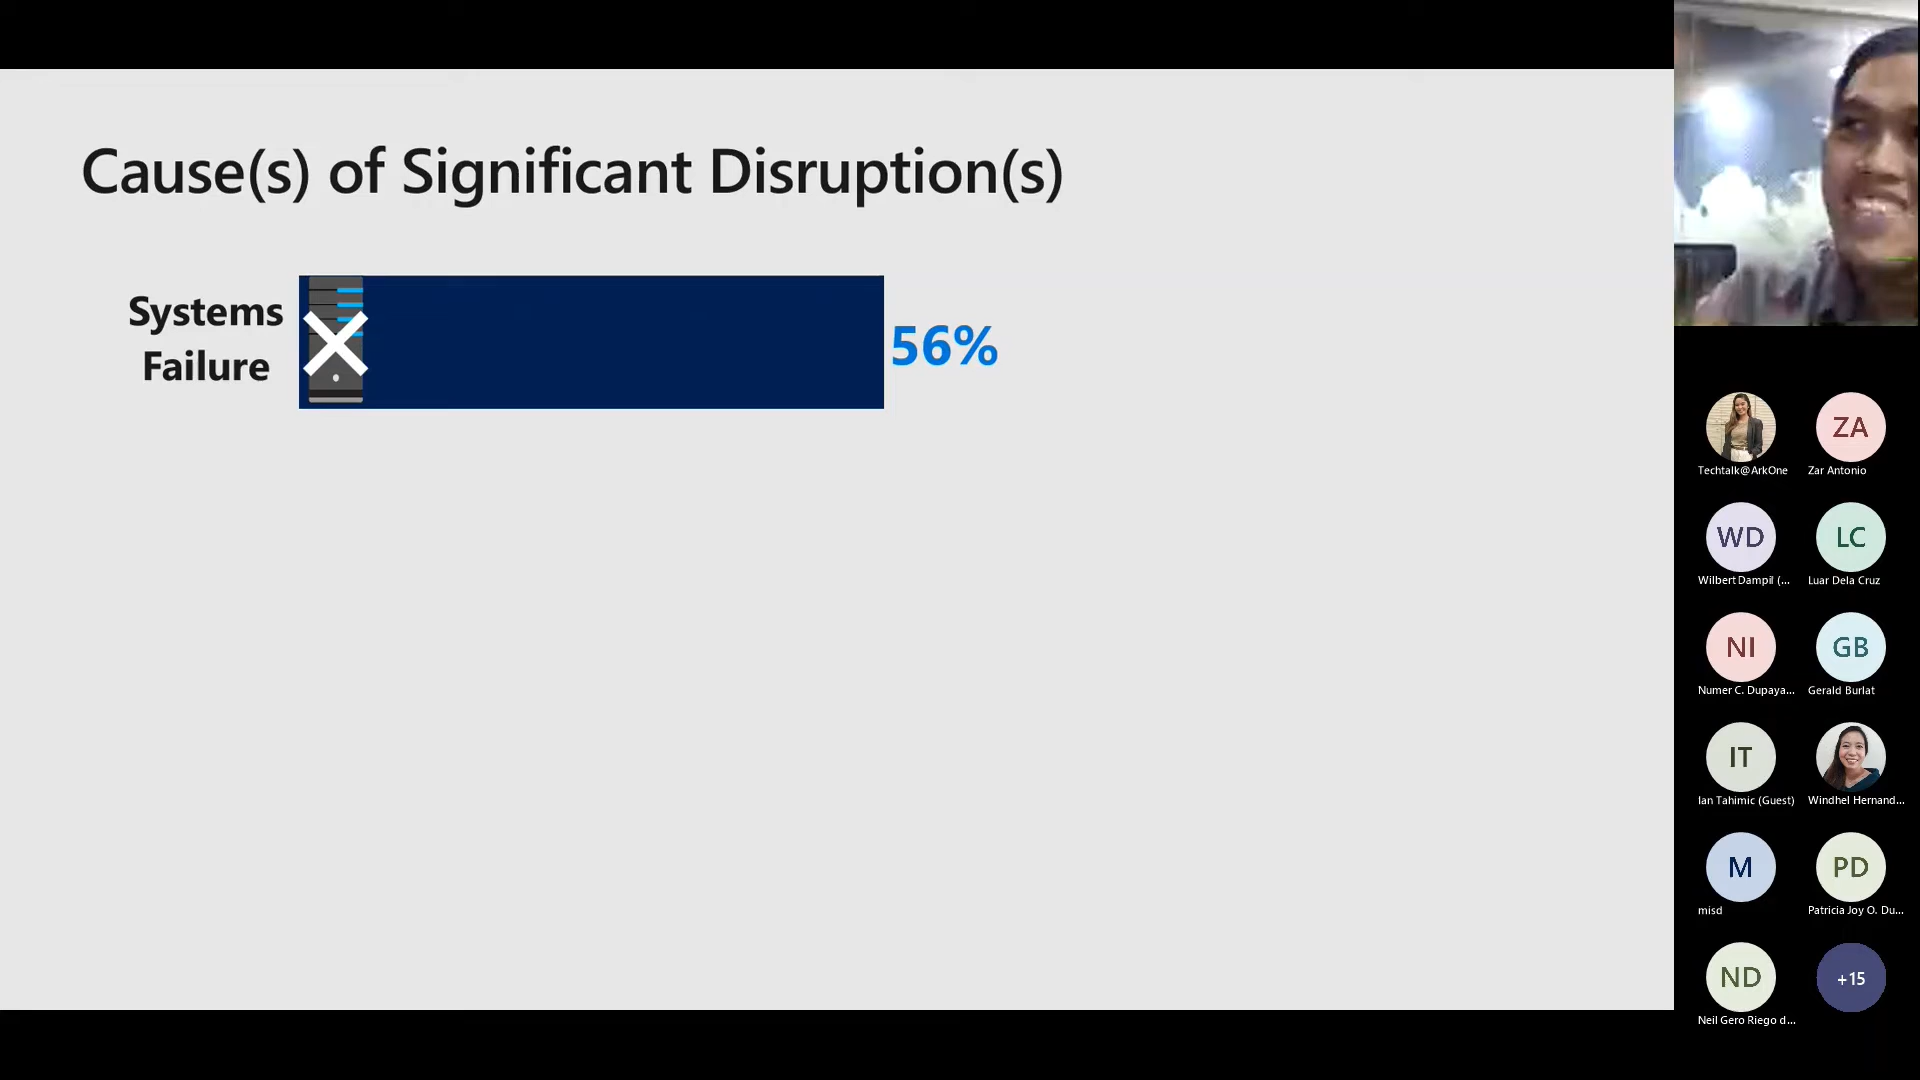 Cause(s) of Significant Disruption(s)
Systems
Failure
56%
Techtalk@ArkOne
ZA
Zar Antonio
WD
Wilbert Dampil (...
LC
Luar Dela Cruz
NI
Numer C. Dupaya...
GB
Gerald Burlat
IT
Ian Tahimic (Guest)
Windhel Hernand...
M
misd
PD
Patricia Joy O. Du...
ND
Neil Gero Riego d...
+15